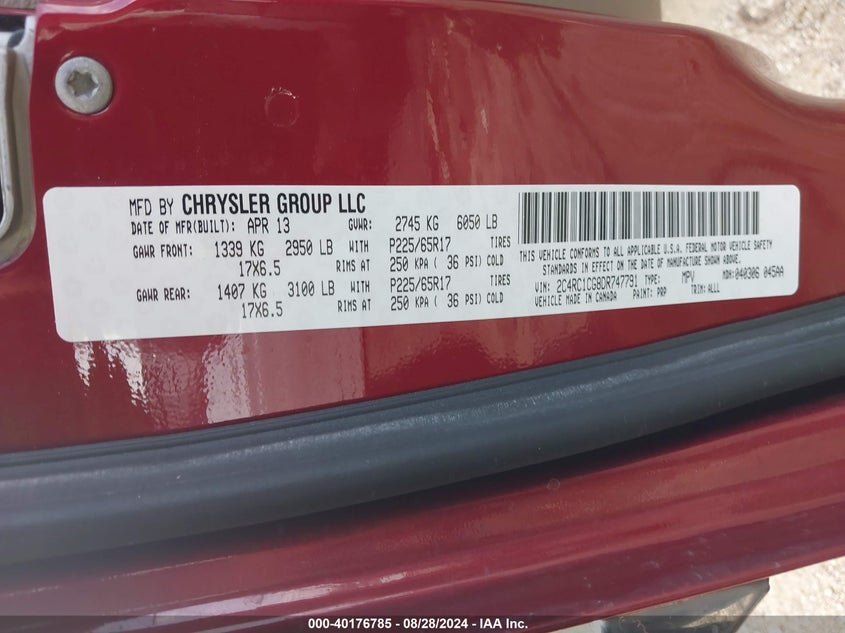 MFD BY CHRYSLER GROUP LLC
DATE OF MFR(BUILT): APR 13 GVWR: 2745 KG 6050 LB
GAWR FRONT: 1339 KG 2950 LB WITH P225/65R17 TIRES
17X6.5 RIMS AT 250 KPA ( 36 PSI) COLD
GAWR REAR: 1407 KG 3100 LB WITH P225/65R17 TIRES
17X6.5 RIMS AT 250 KPA ( 36 PSI) COLD
THIS VEHICLE CONFORMS TO ALL APPLICABLE U.S.A. FEDERAL MOTOR VEHICLE SAFETY
STANDARDS IN EFFECT ON THE DATE OF MANUFACTURE SHOWN ABOVE.
VIN: 2C4RC1CG8DR747791 TYPE: MPV MDH: 040306 045AA
VEHICLE MADE IN CANADA PAINT: PRP TRIM: ALLL
000-40176785 - 08/28/2024 - IAA Inc.